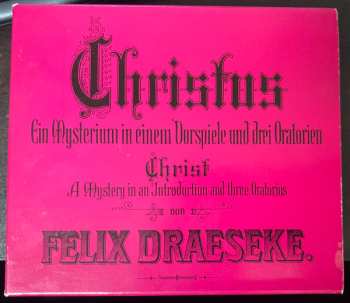 Christus
Ein Mysterium in einem Vorspiele und drei Oratorien
Christ
A Mystery in an Introduction and three Oratorios
von
FELIX DRAESEKE.